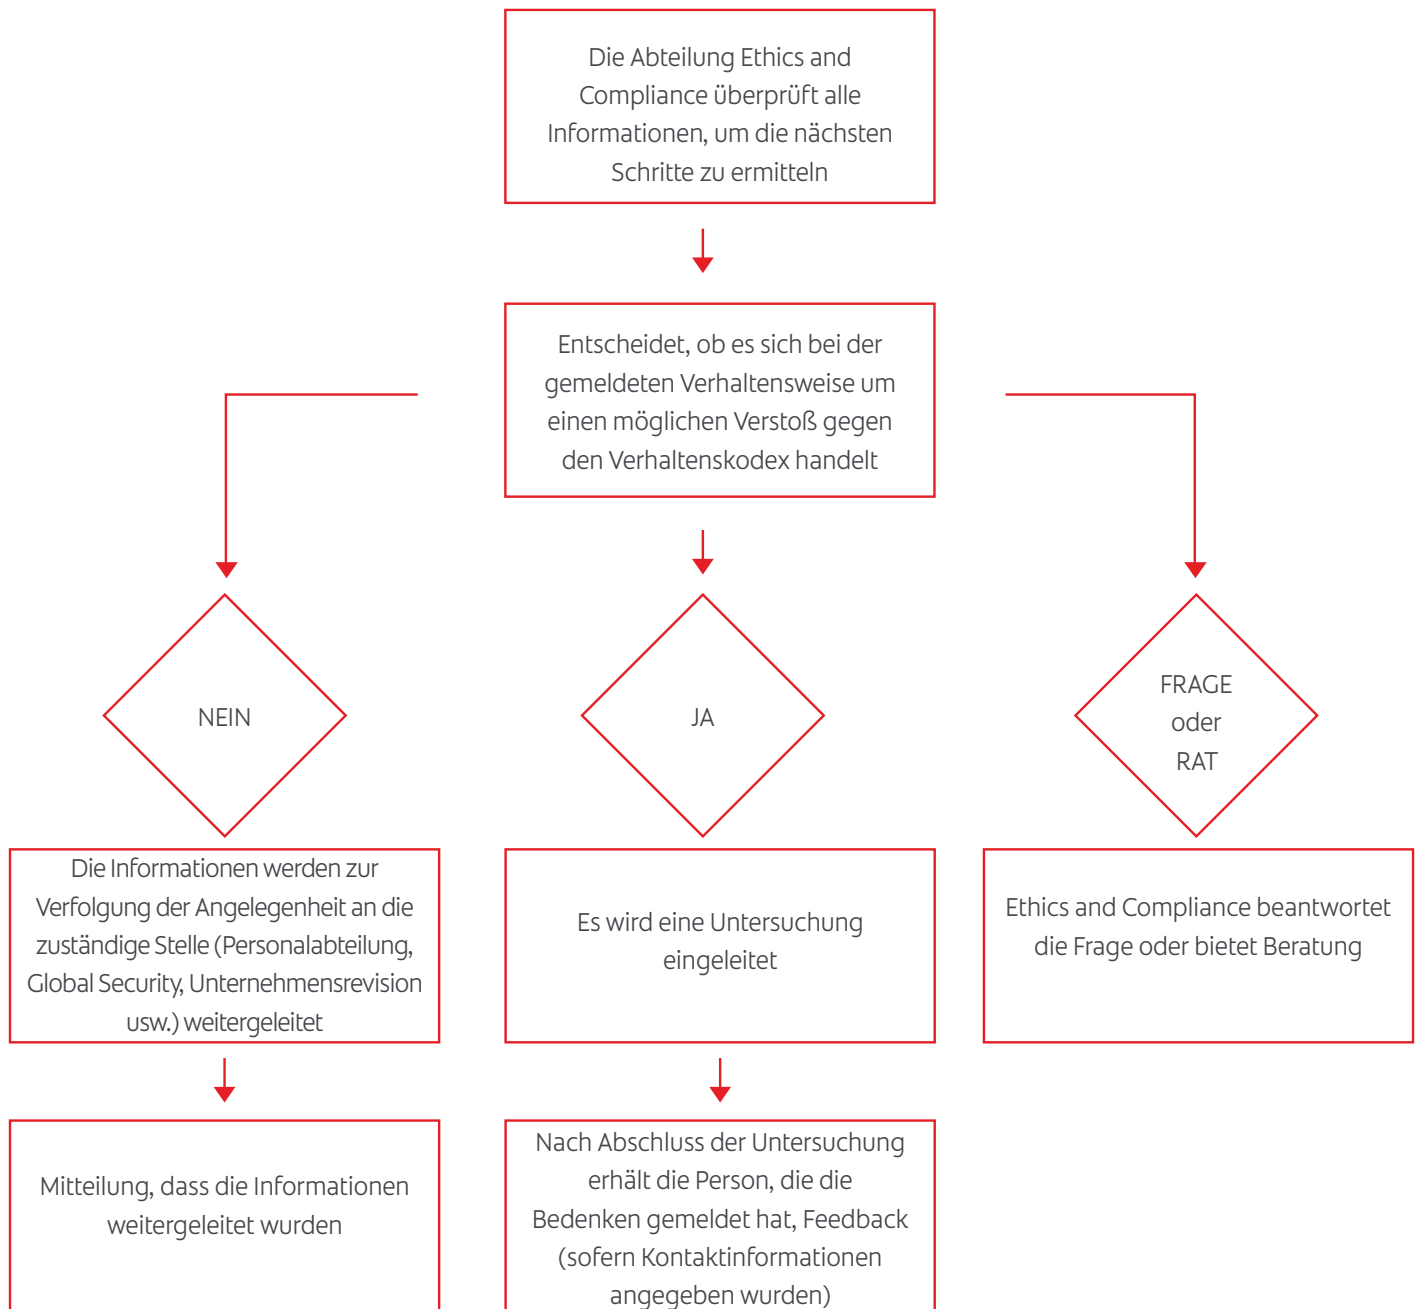 Die Abteilung Ethics and
Compliance überprüft alle
Informationen, um die nächsten
Schritte zu ermitteln
Entscheidet, ob es sich bei der
gemeldeten Verhaltensweise um
einen möglichen Verstoß gegen
den Verhaltenskodex handelt
NEIN
JA
FRAGE
oder
RAT
Die Informationen werden zur
Verfolgung der Angelegenheit an die
zuständige Stelle (Personalabteilung,
Global Security, Unternehmensrevision
usw.) weitergeleitet
Es wird eine Untersuchung
eingeleitet
Ethics and Compliance beantwortet
die Frage oder bietet Beratung
Mitteilung, dass die Informationen
weitergeleitet wurden
Nach Abschluss der Untersuchung
erhält die Person, die die
Bedenken gemeldet hat, Feedback
(sofern Kontaktinformationen
angegeben wurden)